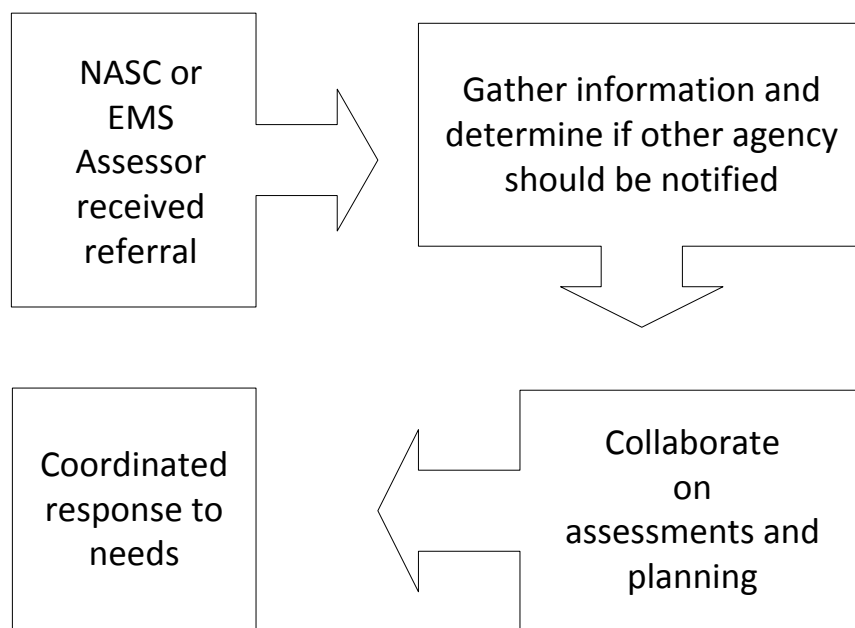 NASC or
EMS
Assessor
received
referral
Gather information and
determine if other agency
should be notified
Collaborate
on
assessments and
planning
Coordinated
response to
needs